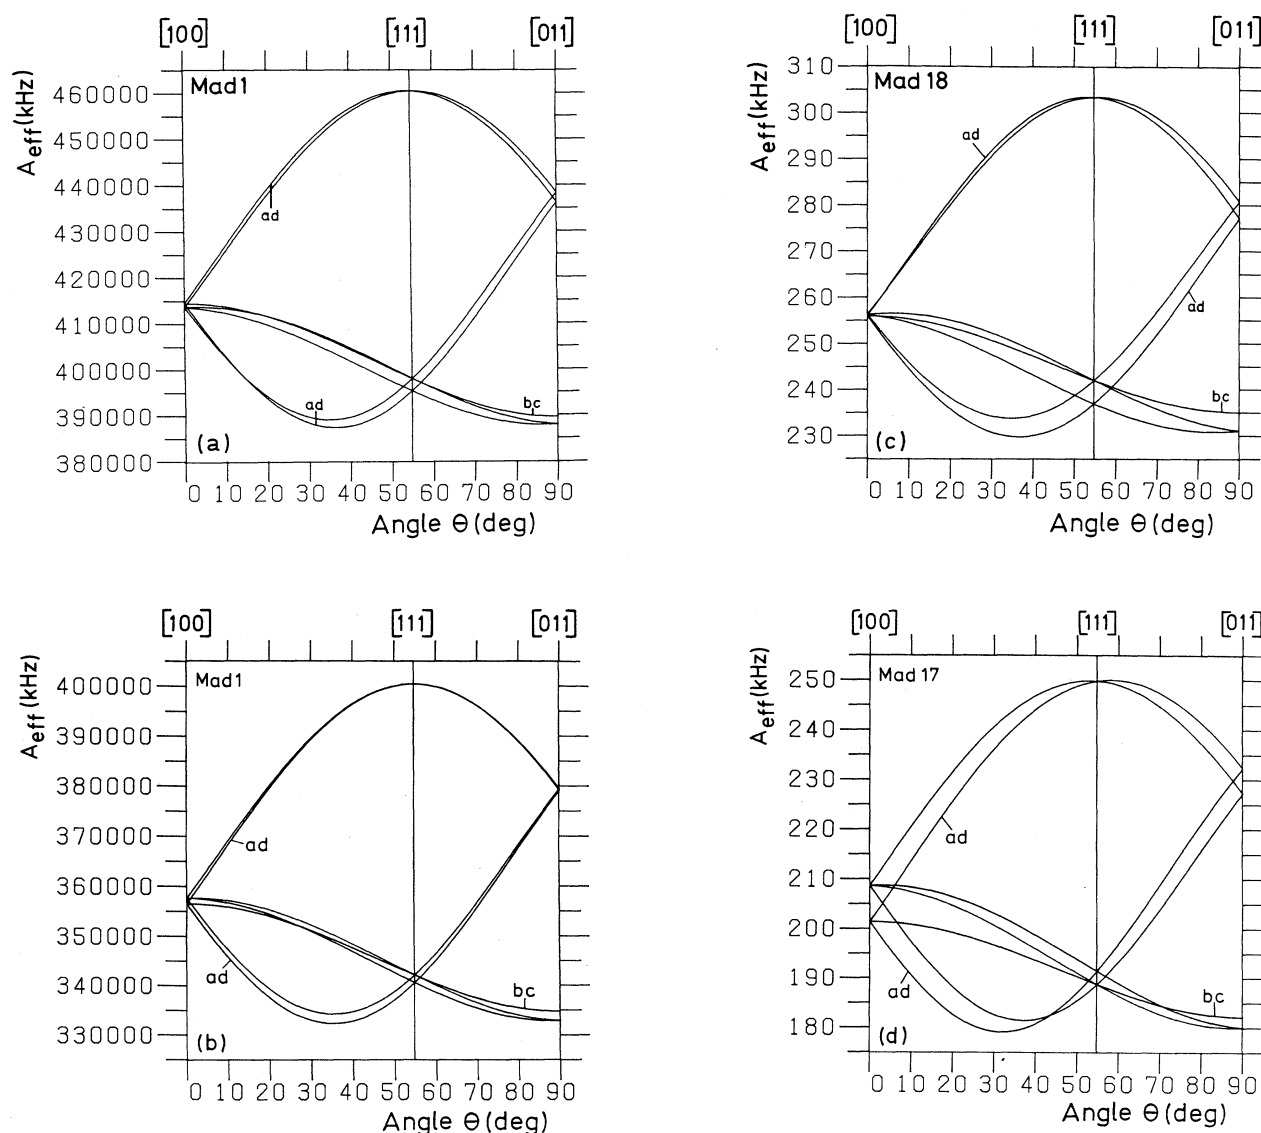 [100] [111] [011]
Mad1
A eff (kHz)
460000
450000
440000
430000
420000
410000
400000
390000
380000
ad
ad
bc
(a)
0 10 20 30 40 50 60 70 80 90
Angle Θ (deg)
[100] [111] [011]
Mad 18
A eff (kHz)
310
300
290
280
270
260
250
240
230
ad
ad
bc
(c)
0 10 20 30 40 50 60 70 80 90
Angle Θ (deg)
[100] [111] [011]
Mad1
A eff (kHz)
400000
390000
380000
370000
360000
350000
340000
330000
ad
ad
bc
(b)
0 10 20 30 40 50 60 70 80 90
Angle Θ (deg)
[100] [111] [011]
Mad 17
A eff (kHz)
250
240
230
220
210
200
190
180
ad
ad
bc
(d)
0 10 20 30 40 50 60 70 80 90
Angle Θ (deg)